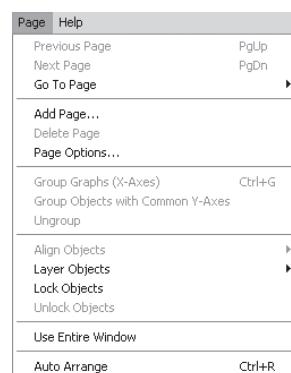 Page Help
Previous Page PgUp
Next Page PgDn
Go To Page
Add Page...
Delete Page
Page Options...
Group Graphs (X-Axes) Ctrl+G
Group Objects with Common Y-Axes
Ungroup
Align Objects
Layer Objects
Lock Objects
Unlock Objects
Use Entire Window
Auto Arrange Ctrl+R